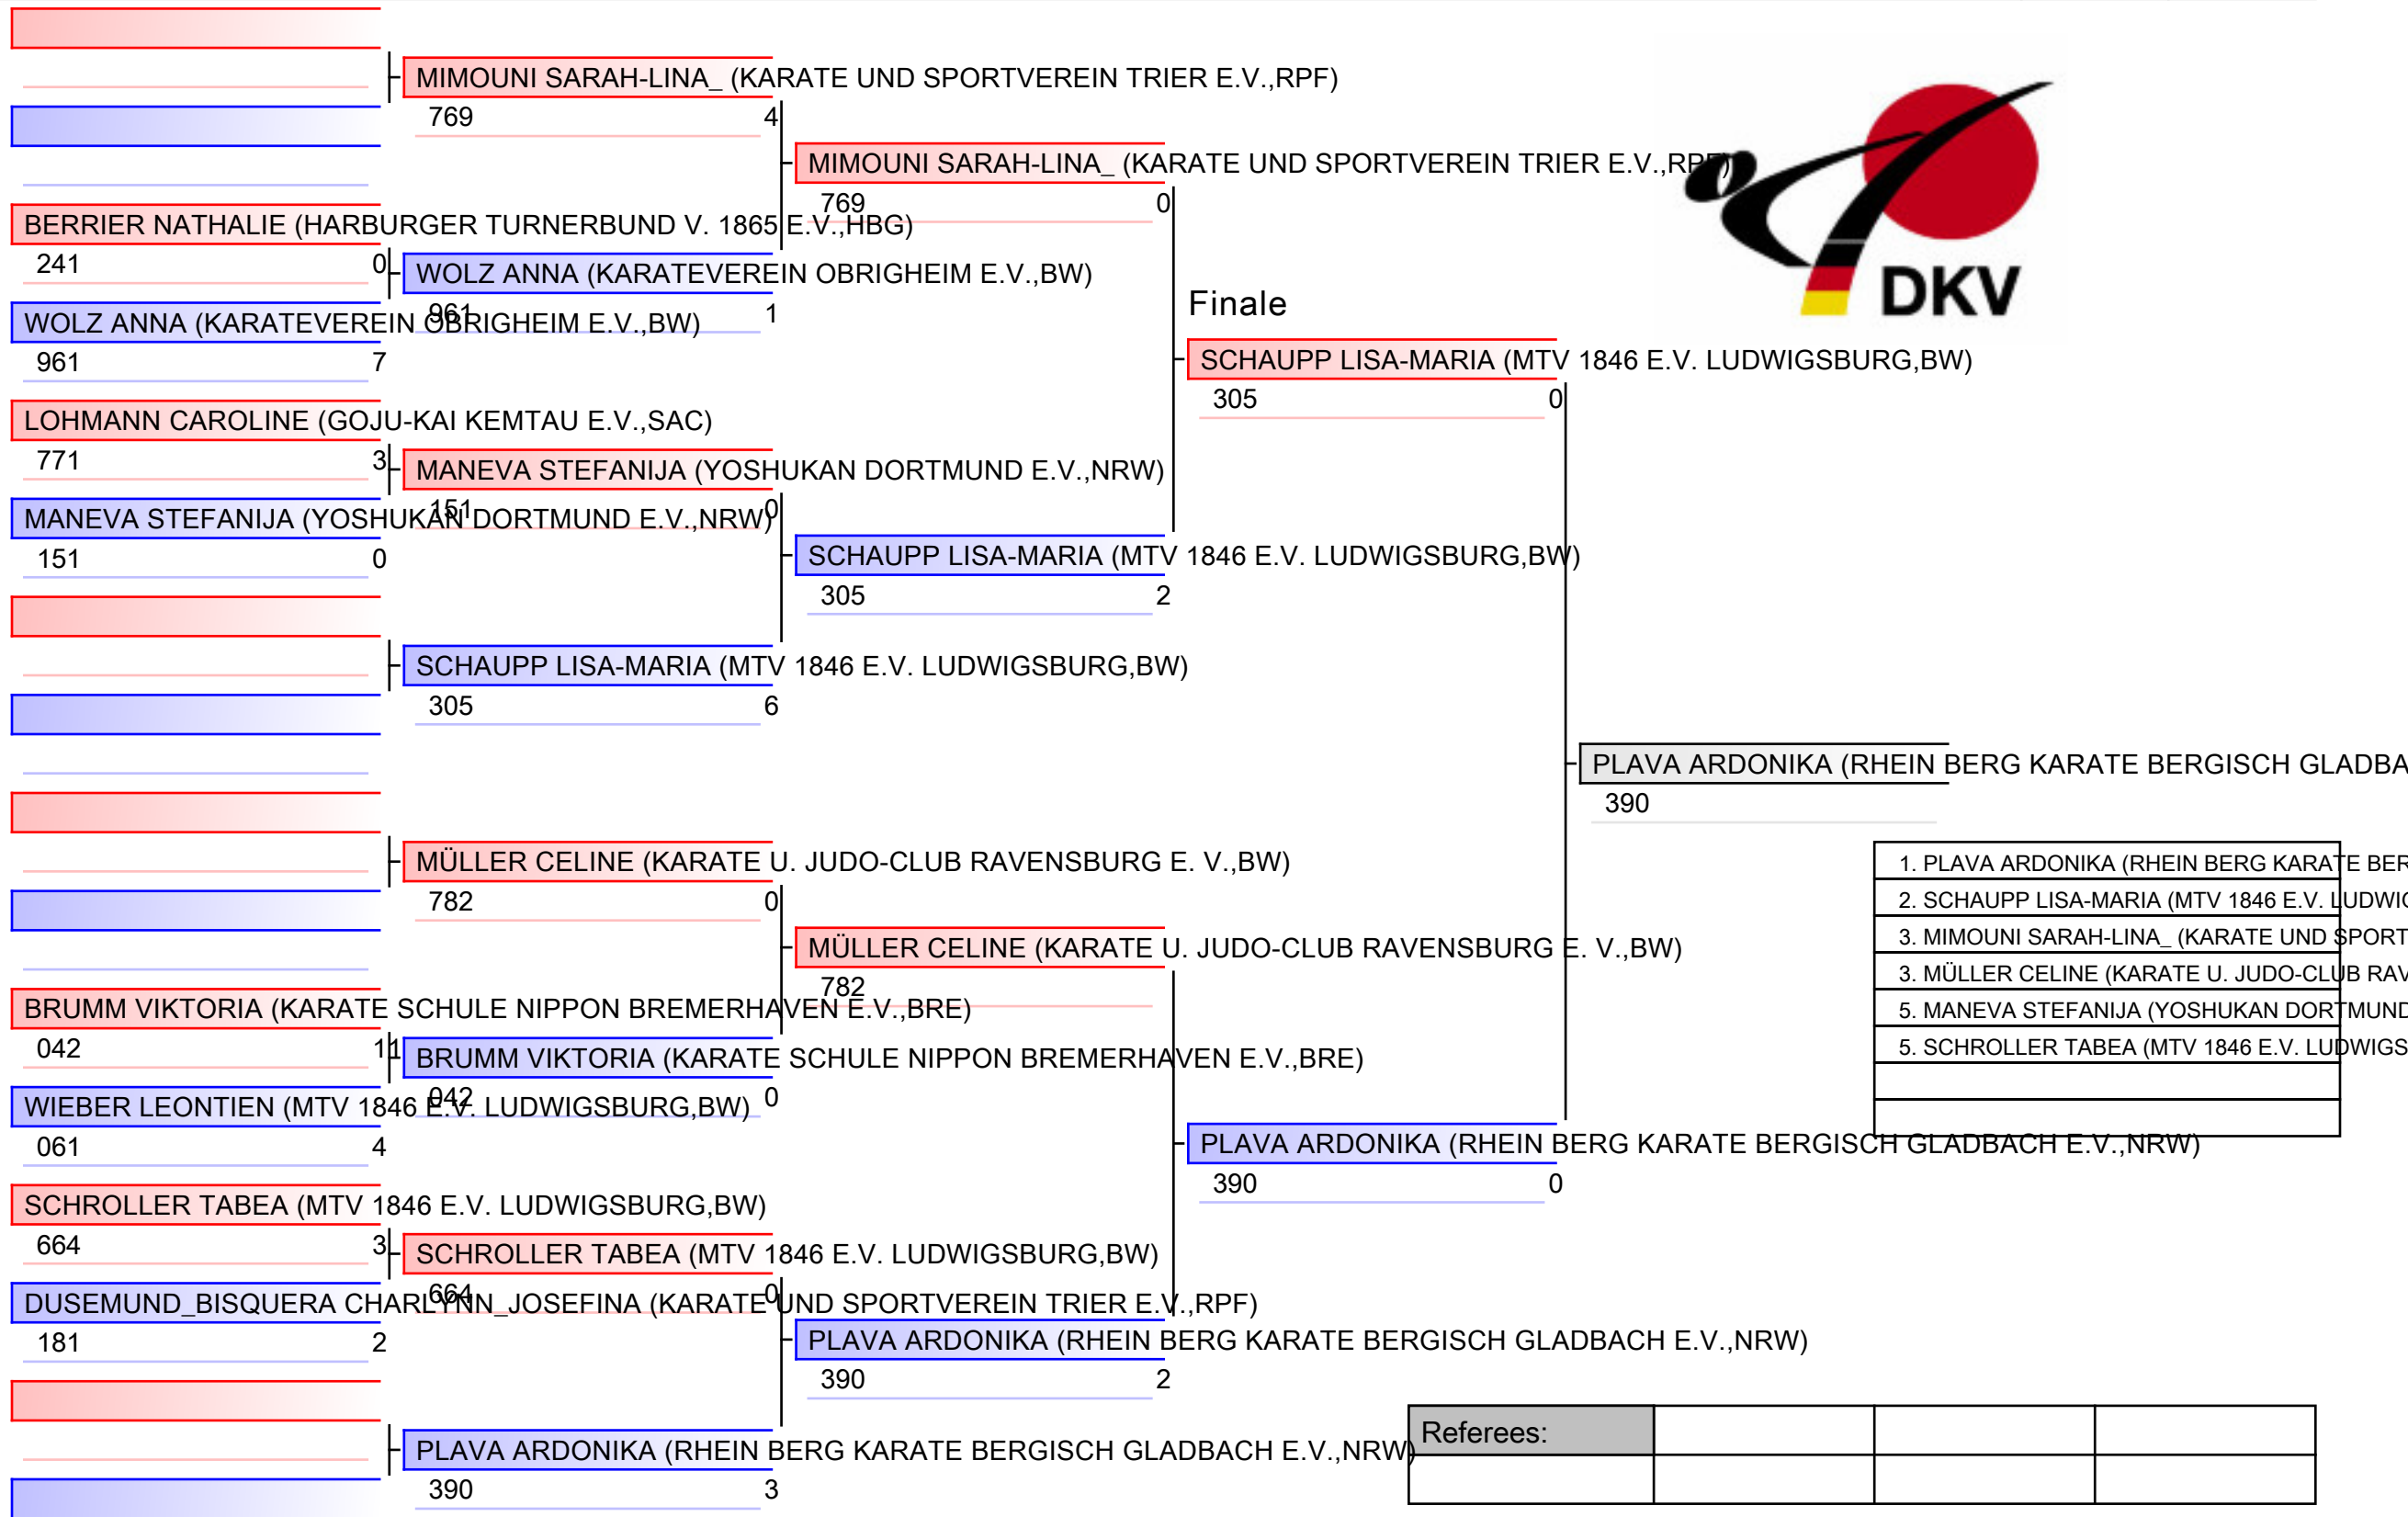 MIMOUNI SARAH-LINA_ (KARATE UND SPORTVEREIN TRIER E.V.,RPF)
769 4
MIMOUNI SARAH-LINA_ (KARATE UND SPORTVEREIN TRIER E.V.,RPF)
769 0
BERRIER NATHALIE (HARBURGER TURNERBUND V. 1865 E.V.,HBG)
241 0
WOLZ ANNA (KARATEVEREIN OBRIGHEIM E.V.,BW)
961 1
WOLZ ANNA (KARATEVEREIN OBRIGHEIM E.V.,BW)
961 7
DKV
Finale
SCHAUPP LISA-MARIA (MTV 1846 E.V. LUDWIGSBURG,BW)
305 0
LOHMANN CAROLINE (GOJU-KAI KEMTAU E.V.,SAC)
771 3
MANEVA STEFANIJA (YOSHUKAN DORTMUND E.V.,NRW)
151 0
MANEVA STEFANIJA (YOSHUKAN DORTMUND E.V.,NRW)
151 0
SCHAUPP LISA-MARIA (MTV 1846 E.V. LUDWIGSBURG,BW)
305 2
SCHAUPP LISA-MARIA (MTV 1846 E.V. LUDWIGSBURG,BW)
305 6
PLAVA ARDONIKA (RHEIN BERG KARATE BERGISCH GLADBA
390
MÜLLER CELINE (KARATE U. JUDO-CLUB RAVENSBURG E. V.,BW)
782 0
MÜLLER CELINE (KARATE U. JUDO-CLUB RAVENSBURG E. V.,BW)
782
BRUMM VIKTORIA (KARATE SCHULE NIPPON BREMERHAVEN E.V.,BRE)
042 11
BRUMM VIKTORIA (KARATE SCHULE NIPPON BREMERHAVEN E.V.,BRE)
042 0
WIEBER LEONTIEN (MTV 1846 E.V. LUDWIGSBURG,BW)
061 4
1. PLAVA ARDONIKA (RHEIN BERG KARATE BER
2. SCHAUPP LISA-MARIA (MTV 1846 E.V. LUDWIG
3. MIMOUNI SARAH-LINA_ (KARATE UND SPORT
3. MÜLLER CELINE (KARATE U. JUDO-CLUB RAV
5. MANEVA STEFANIJA (YOSHUKAN DORTMUND
5. SCHROLLER TABEA (MTV 1846 E.V. LUDWIGS
PLAVA ARDONIKA (RHEIN BERG KARATE BERGISCH GLADBACH E.V.,NRW)
390 0
SCHROLLER TABEA (MTV 1846 E.V. LUDWIGSBURG,BW)
664 3
SCHROLLER TABEA (MTV 1846 E.V. LUDWIGSBURG,BW)
664 0
DUSEMUND_BISQUERA CHARLYNN_JOSEFINA (KARATE UND SPORTVEREIN TRIER E.V.,RPF)
181 2
PLAVA ARDONIKA (RHEIN BERG KARATE BERGISCH GLADBACH E.V.,NRW)
390 2
PLAVA ARDONIKA (RHEIN BERG KARATE BERGISCH GLADBACH E.V.,NRW)
390 3
Referees: